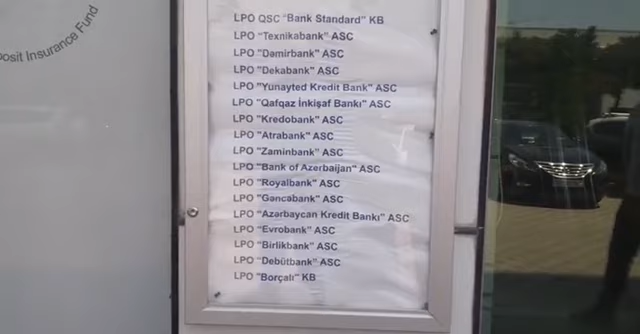 posit Insurance Fund
LPO QSC "Bank Standard" KB
LPO "Texnikabank" ASC
LPO "Dəmirbank" ASC
LPO "Dekabank" ASC
LPO "Yunayted Kredit Bank" ASC
LPO "Qafqaz İnkişaf Bankı" ASC
LPO "Kredobank" ASC
LPO "Atrabank" ASC
LPO "Zaminbank" ASC
LPO "Bank of Azerbaijan" ASC
LPO "Royalbank" ASC
LPO "Gəncəbank" ASC
LPO "Azərbaycan Kredit Bankı" ASC
LPO "Evrobank" ASC
LPO "Birlikbank" ASC
LPO "Debütbank" ASC
LPO "Borçalı" KB